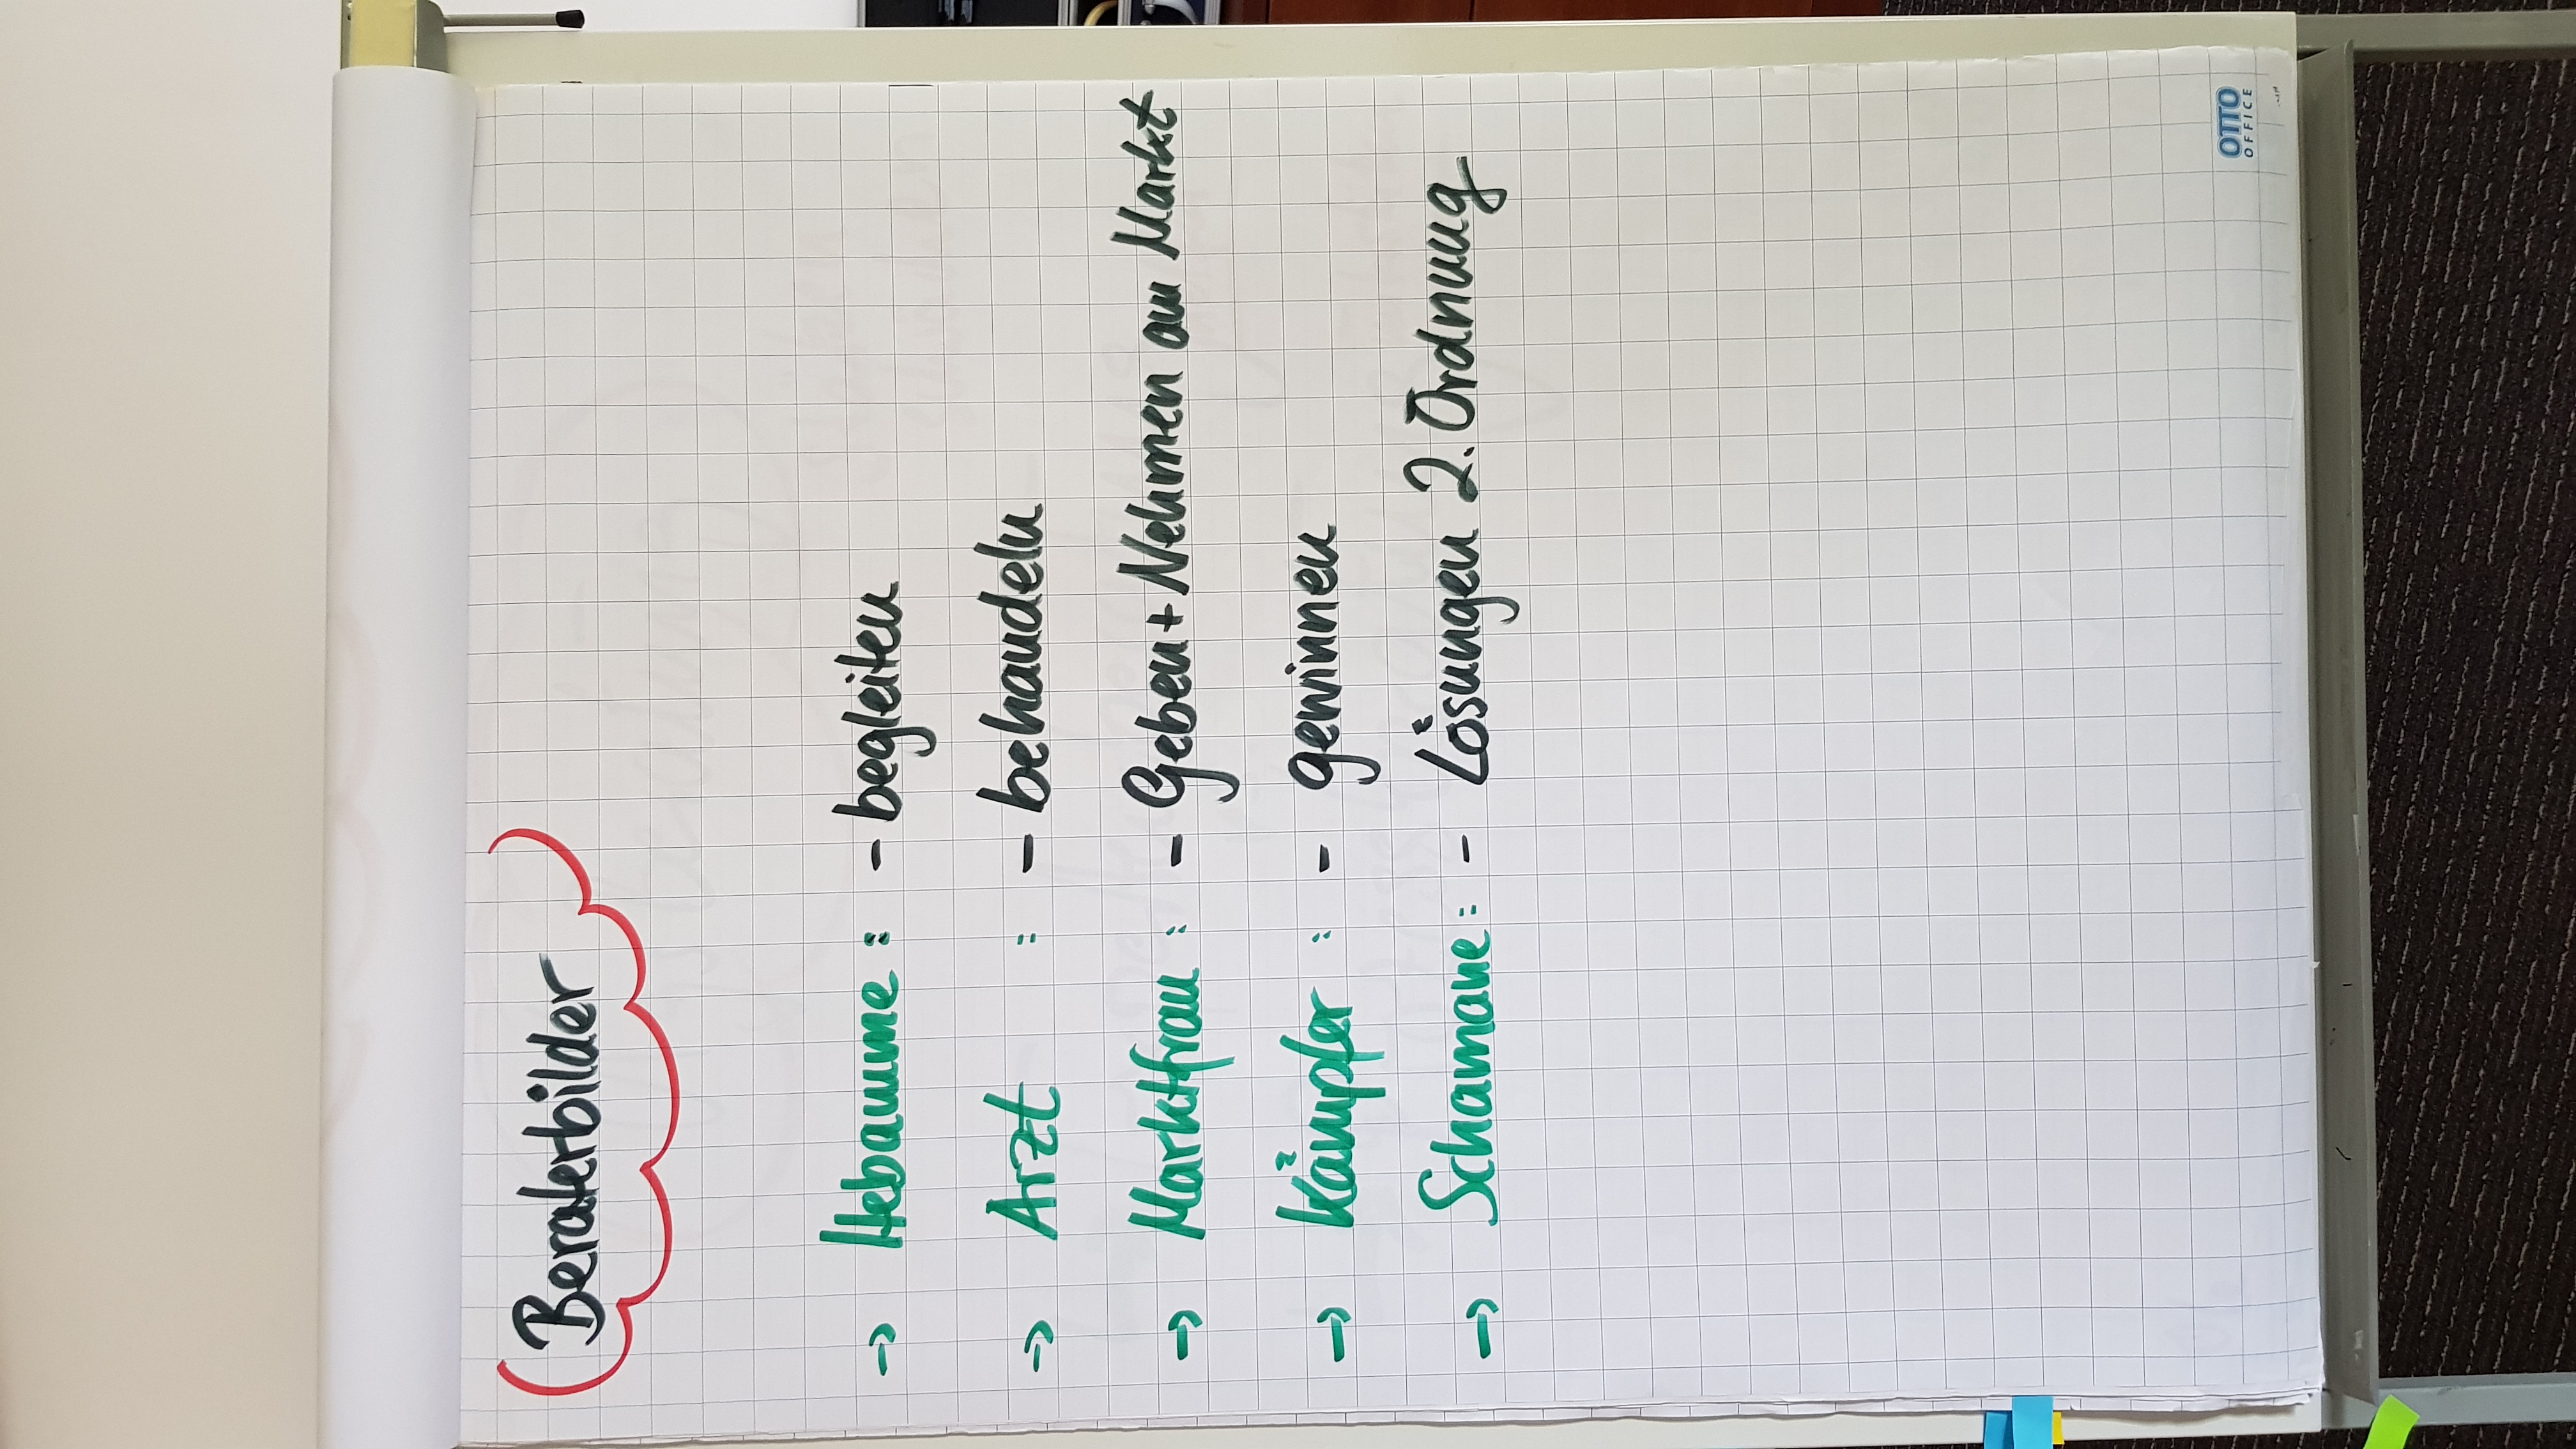 Beraterbilder
→ Hebamme : - begleiten
→ Arzt : - behandeln
→ Marktfrau : - Geben + Nehmen am Markt
→ Kämpfer : - gewinnen
→ Schamane : - Lösungen 2. Ordnung
OTTO
OFFICE